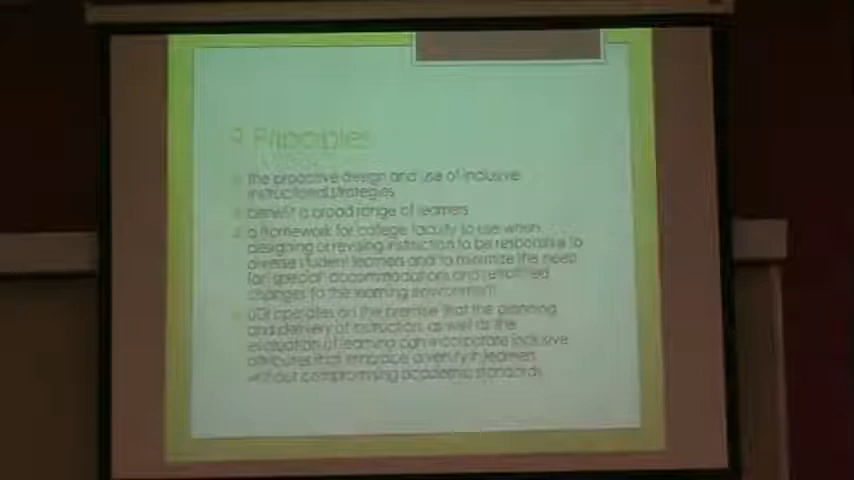 9 Principles
the proactive design and use of inclusive
instructional strategies
benefit a broad range of learners
a framework for college faculty to use when
designing or revising instruction to be responsive to
diverse student learners and to minimize the need
for "special" accommodations and retrofitted
changes to the learning environment
UDI operates on the premise that the planning
and delivery of instruction, as well as the
evaluation of learning can incorporate inclusive
attributes that embrace diversity in learners
without compromising academic standards